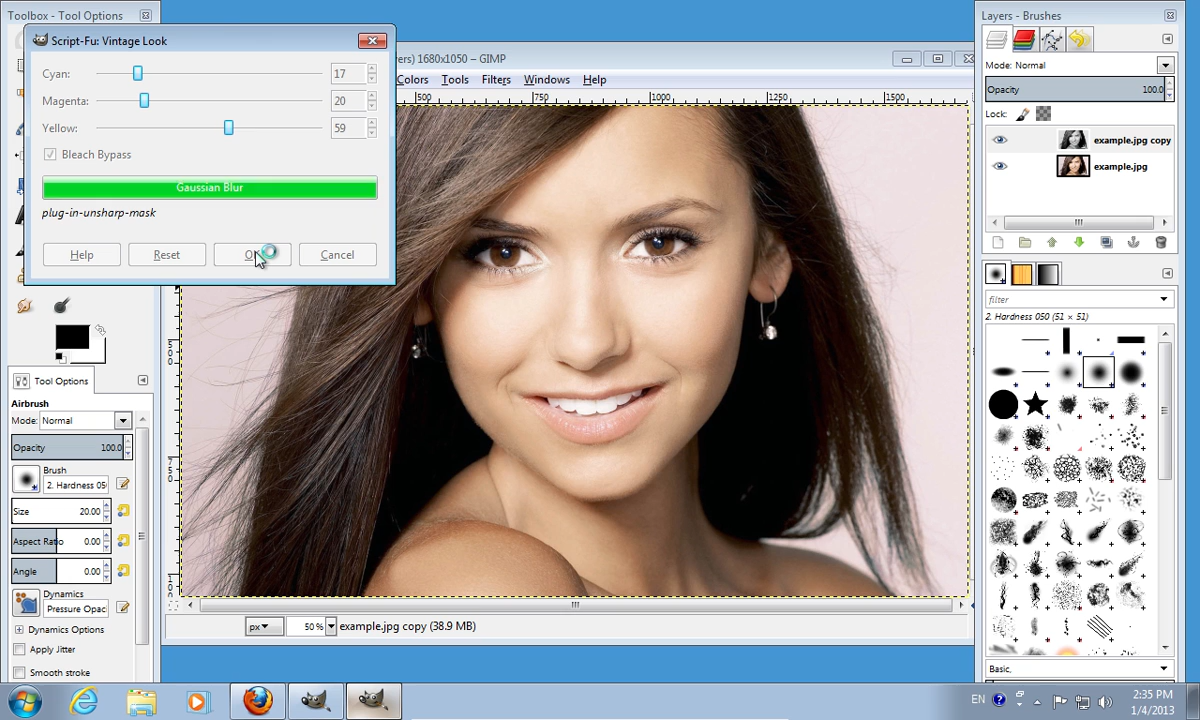 Toolbox - Tool Options
Script-Fu: Vintage Look
Cyan: 17
Magenta: 20
Yellow: 59
Bleach Bypass
Gaussian Blur
plug-in-unsharp-mask
Help Reset Cancel
yers) 1680x1050 – GIMP
Colors Tools Filters Windows Help
500 750 1000 1250 1500
Tool Options
Airbrush
Mode: Normal
Opacity 100.0
Brush
2. Hardness 05
Size 20.00
Aspect Ratio 0.00
Angle 0.00
Dynamics
Pressure Opaci
Dynamics Options
Apply Jitter
Smooth stroke
px 50 % example.jpg copy (38.9 MB)
Layers - Brushes
Mode: Normal
Opacity 100.0
Lock:
example.jpg copy
example.jpg
filter
2. Hardness 050 (51 × 51)
Basic,
EN
2:35 PM
1/4/2013